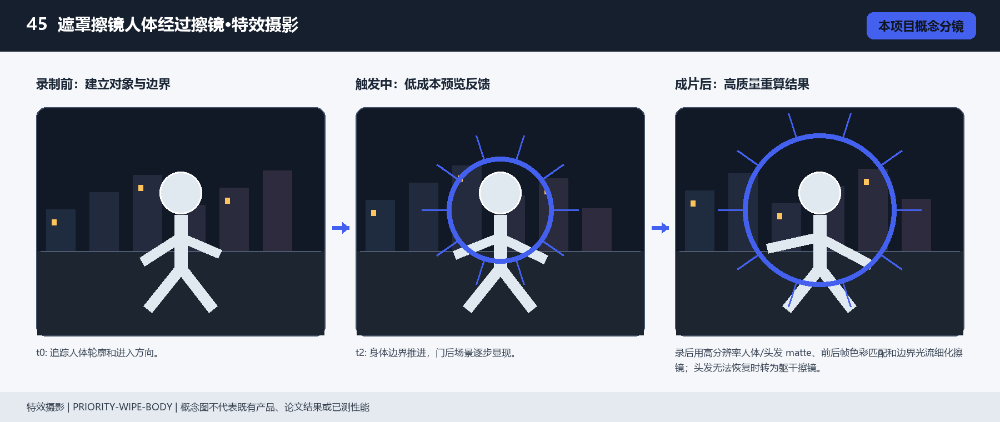 45 遮罩擦镜人体经过擦镜•特效摄影
本项目概念分镜
录制前：建立对象与边界
触发中：低成本预览反馈
成片后：高质量重算结果
t0: 追踪人体轮廓和进入方向。
t2: 身体边界推进，门后场景逐步显现。
录后用高分辨率人体/头发 matte、前后帧色彩匹配和边界光流细化擦
镜；头发无法恢复时转为躯干擦镜。
特效摄影 | PRIORITY-WIPE-BODY | 概念图不代表既有产品、论文结果或已测性能